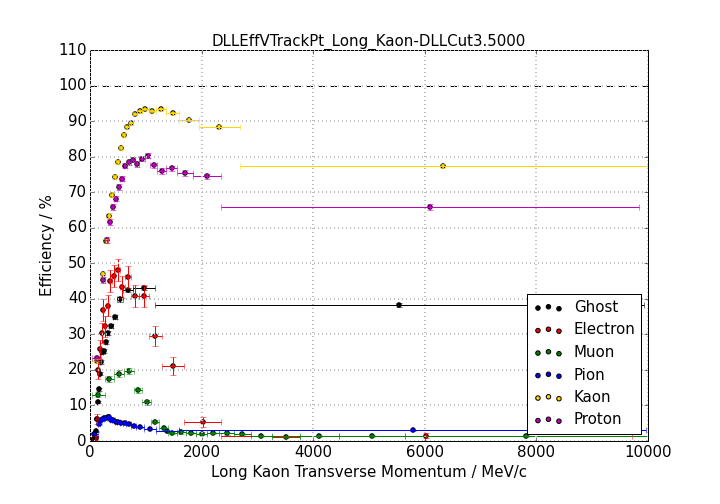 DLLEffVTrackPt_Long_Kaon-DLLCut3.5000
110
100
90
80
70
60
50
40
30
20
10
0
Efficiency / %
0 2000 4000 6000 8000 10000
Long Kaon Transverse Momentum / MeV/c
Ghost
Electron
Muon
Pion
Kaon
Proton